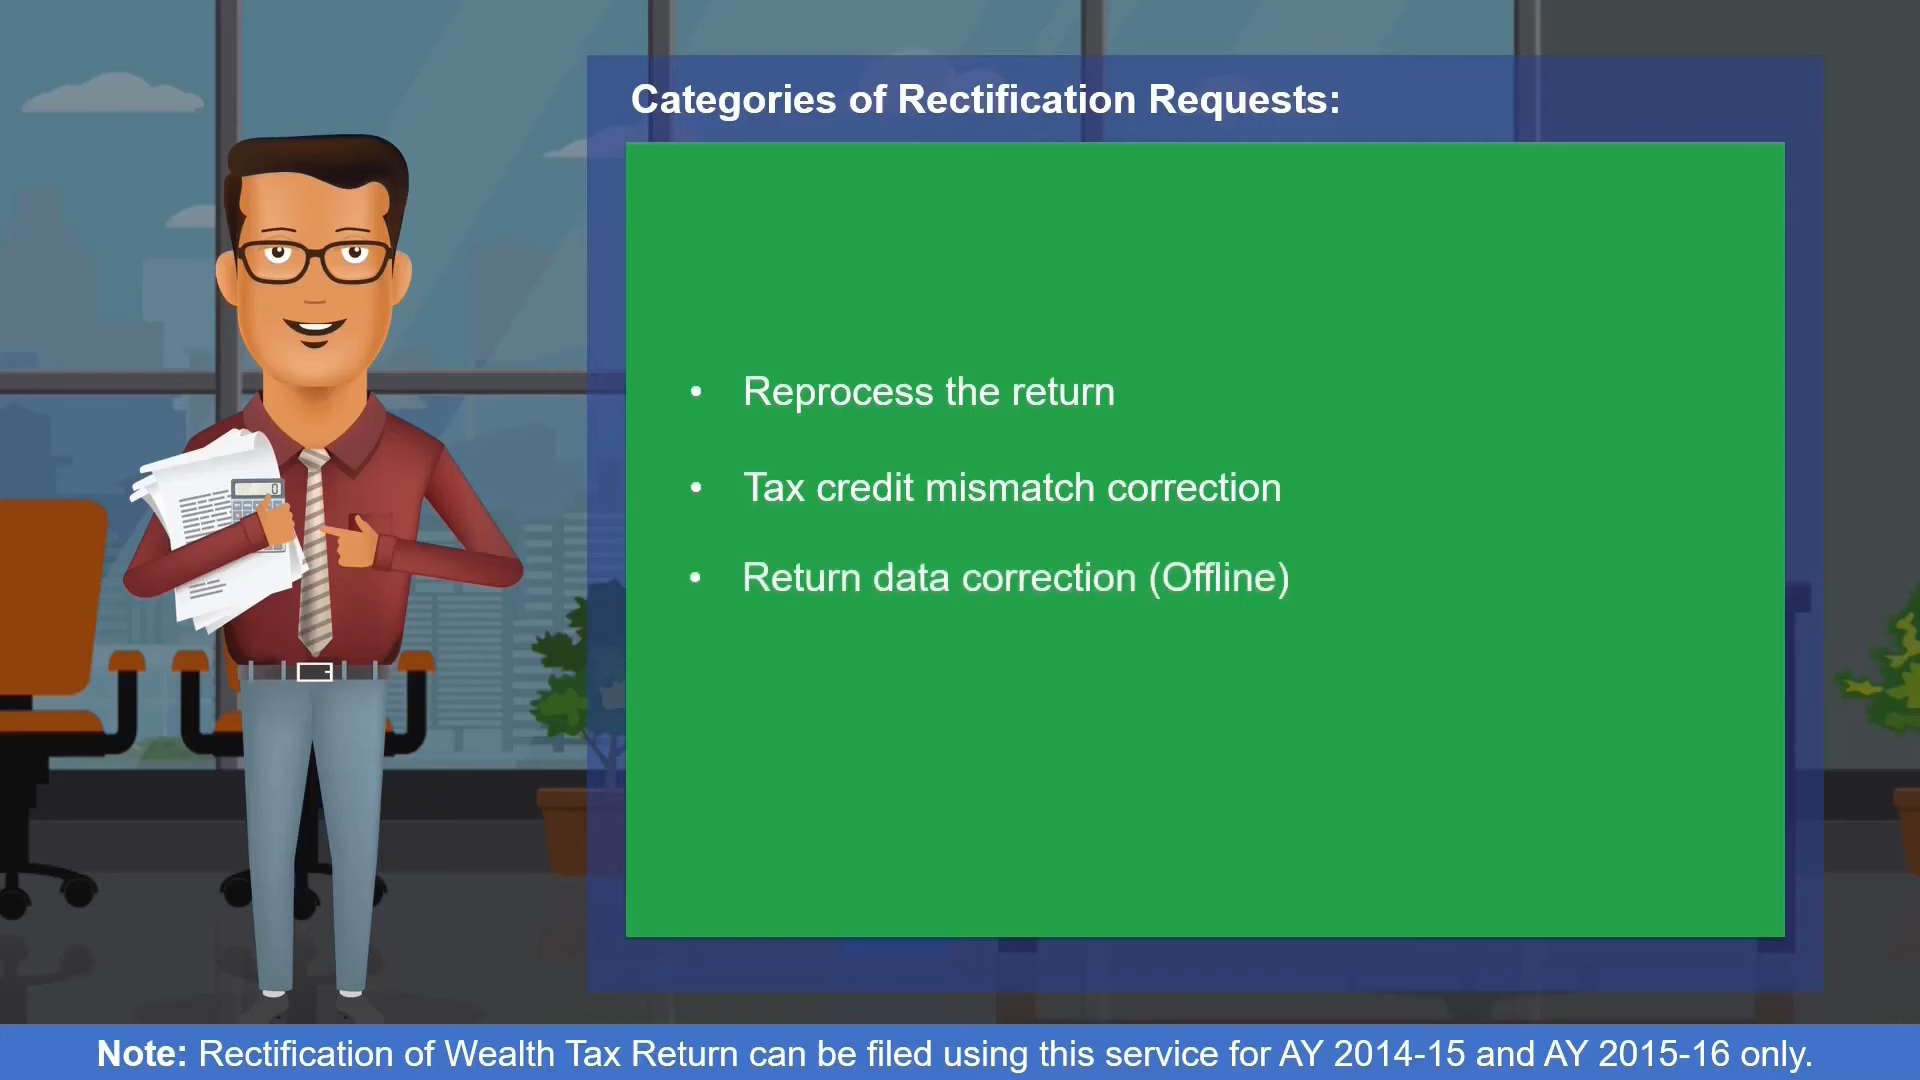 Categories of Rectification Requests:
• Reprocess the return
• Tax credit mismatch correction
• Return data correction (Offline)
0
Note: Rectification of Wealth Tax Return can be filed using this service for AY 2014-15 and AY 2015-16 only.